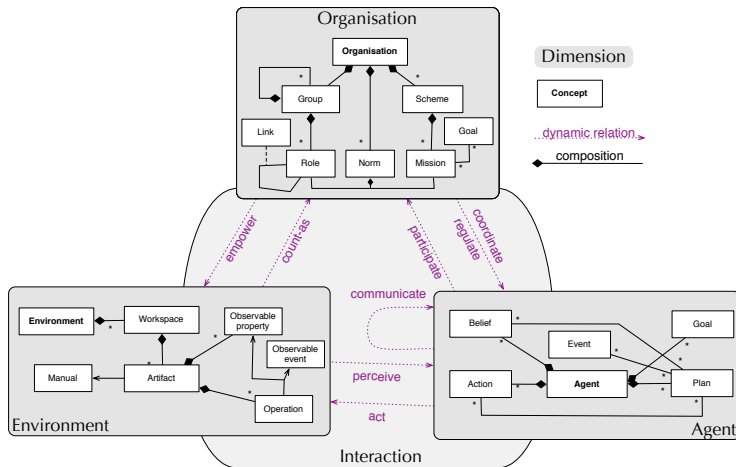 Organisation
Organisation
*
*
Group
Scheme
Link
Goal
*
*
*
*
*
Role
Norm
Mission
Dimension
Concept
dynamic relation
composition
empower
count-as
participate
coordinate
regulate
communicate
perceive
act
Environment
*
Workspace
*
Observable
property
*
Observable
event
Manual
Artifact
*
Operation
Environment
Belief
*
*
Goal
*
Event
*
*
*
*
Action
*
Agent
*
Plan
*
*
Agent
Interaction